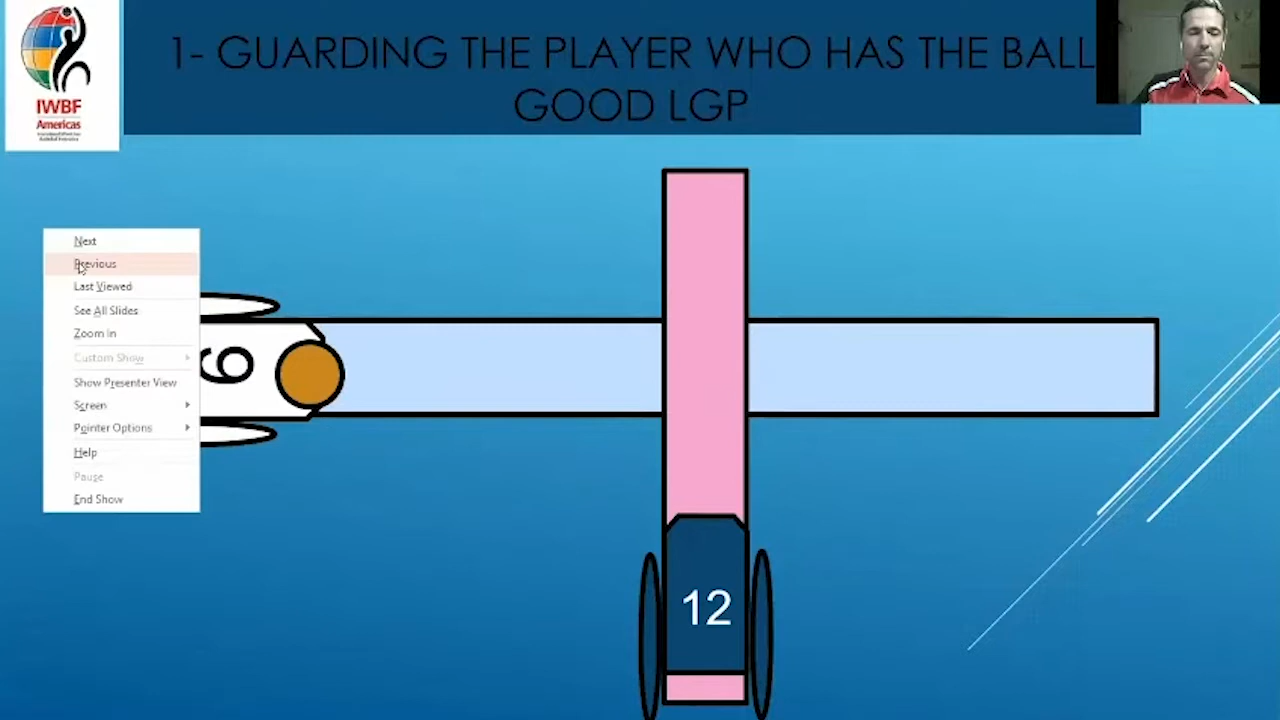 1- GUARDING THE PLAYER WHO HAS THE BALL
GOOD LGP
IWBF
Americas
Next
Previous
Last Viewed
See All Slides
Zoom In
Custom Show
Show Presenter View
Screen
Pointer Options
Help
Pause
End Show
9
12